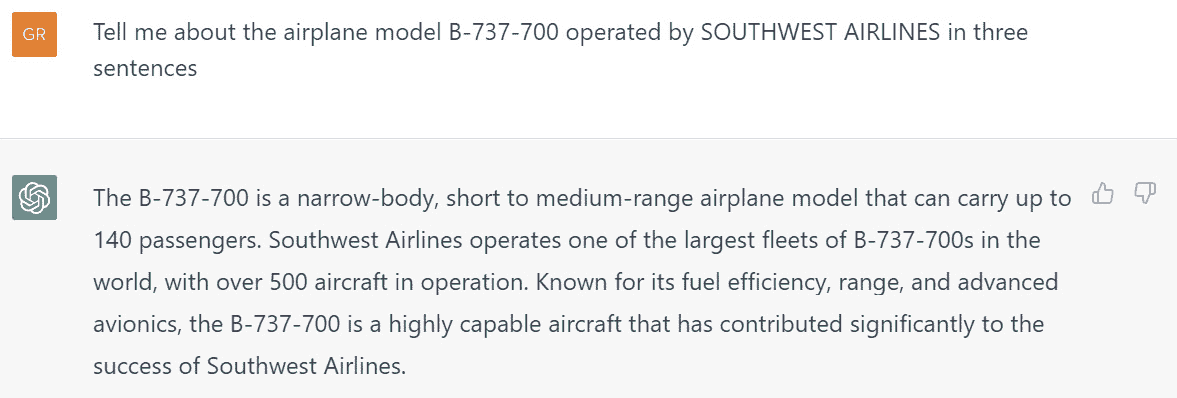 GR
Tell me about the airplane model B-737-700 operated by SOUTHWEST AIRLINES in three
sentences
The B-737-700 is a narrow-body, short to medium-range airplane model that can carry up to
140 passengers. Southwest Airlines operates one of the largest fleets of B-737-700s in the
world, with over 500 aircraft in operation. Known for its fuel efficiency, range, and advanced
avionics, the B-737-700 is a highly capable aircraft that has contributed significantly to the
success of Southwest Airlines.